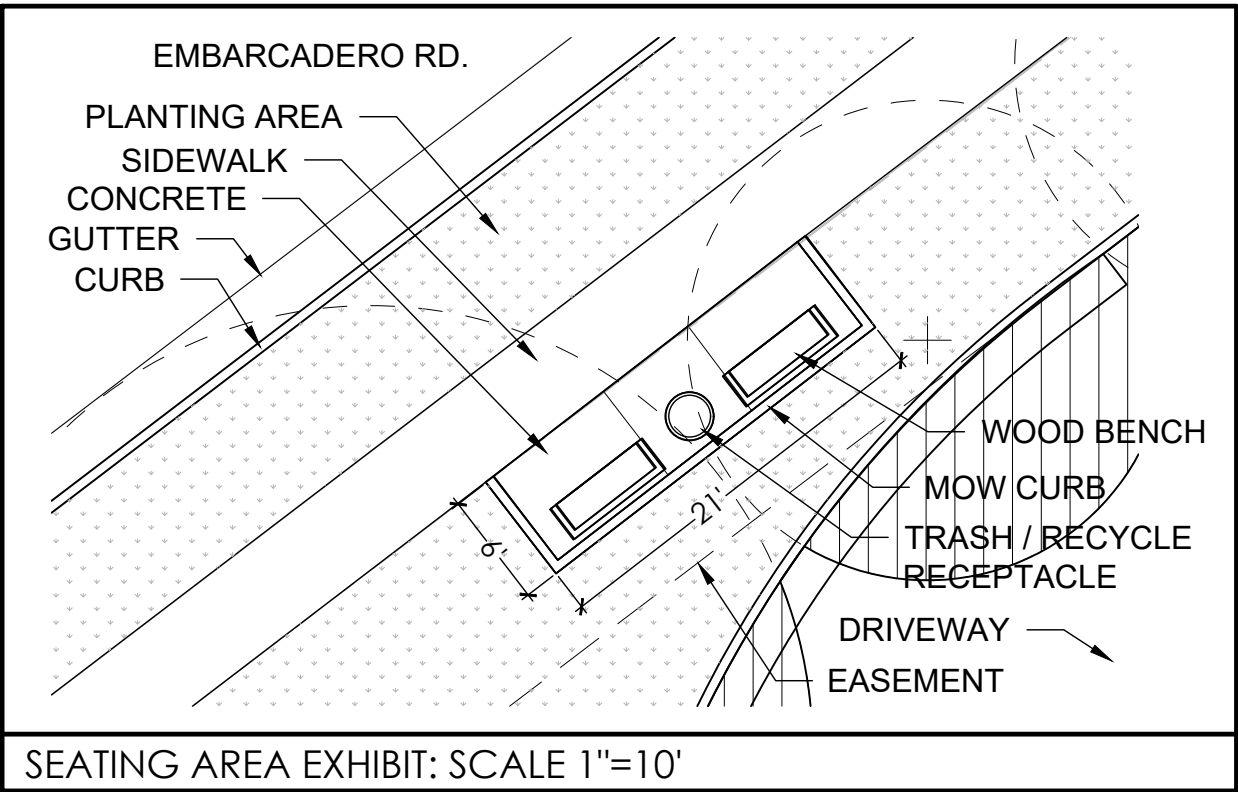 EMBARCADERO RD.
PLANTING AREA
SIDEWALK
CONCRETE
GUTTER
CURB
WOOD BENCH
MOW CURB
21'
6'
TRASH / RECYCLE
RECEPTACLE
DRIVEWAY
EASEMENT
SEATING AREA EXHIBIT: SCALE 1"=10'